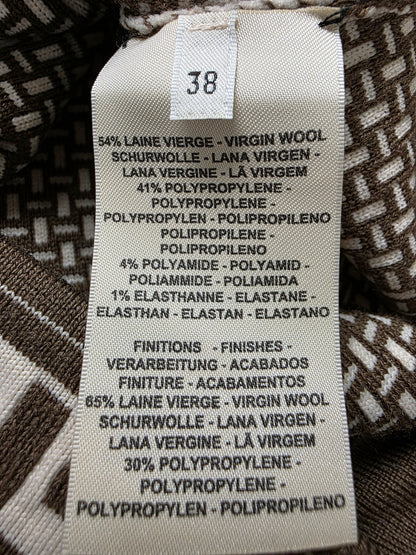 38
54% LAINE VIERGE - VIRGIN WOOL
SCHURWOLLE - LANA VIRGEN -
LANA VERGINE - LÃ VIRGEM
41% POLYPROPYLENE -
POLYPROPYLEN - POLIPROPILENO
POLIPROPILENE -
POLIPROPILENO
4% POLYAMIDE - POLYAMID -
POLIAMMIDE - POLIAMIDA
1% ELASTHANNE - ELASTANE -
ELASTHAN - ELASTAN - ELASTANO
FINITIONS - FINISHES -
VERARBEITUNG - ACABADOS
FINITURE - ACABAMENTOS
65% LAINE VIERGE - VIRGIN WOOL
SCHURWOLLE - LANA VIRGEN -
LANA VERGINE - LÃ VIRGEM
30% POLYPROPYLENE -
POLYPROPYLENE -
POLYPROPYLEN - POLIPROPILENO